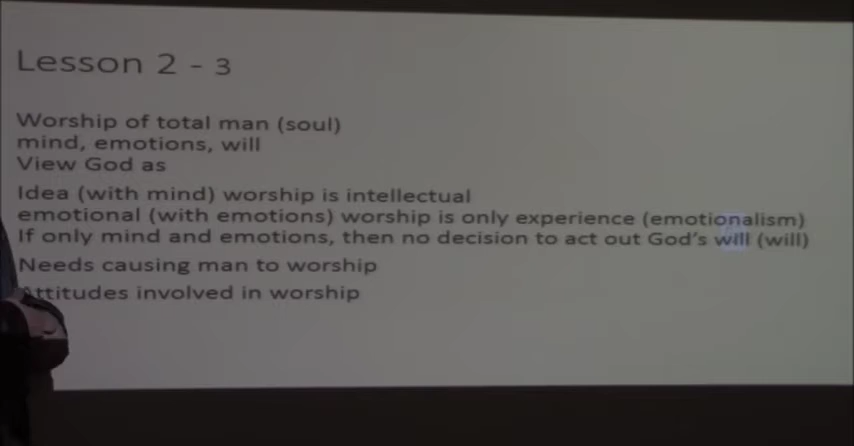 Lesson 2 - 3
Worship of total man (soul)
mind, emotions, will
View God as
Idea (with mind) worship is intellectual
emotional (with emotions) worship is only experience (emotionalism)
If only mind and emotions, then no decision to act out God's will (will)
Needs causing man to worship
Attitudes involved in worship